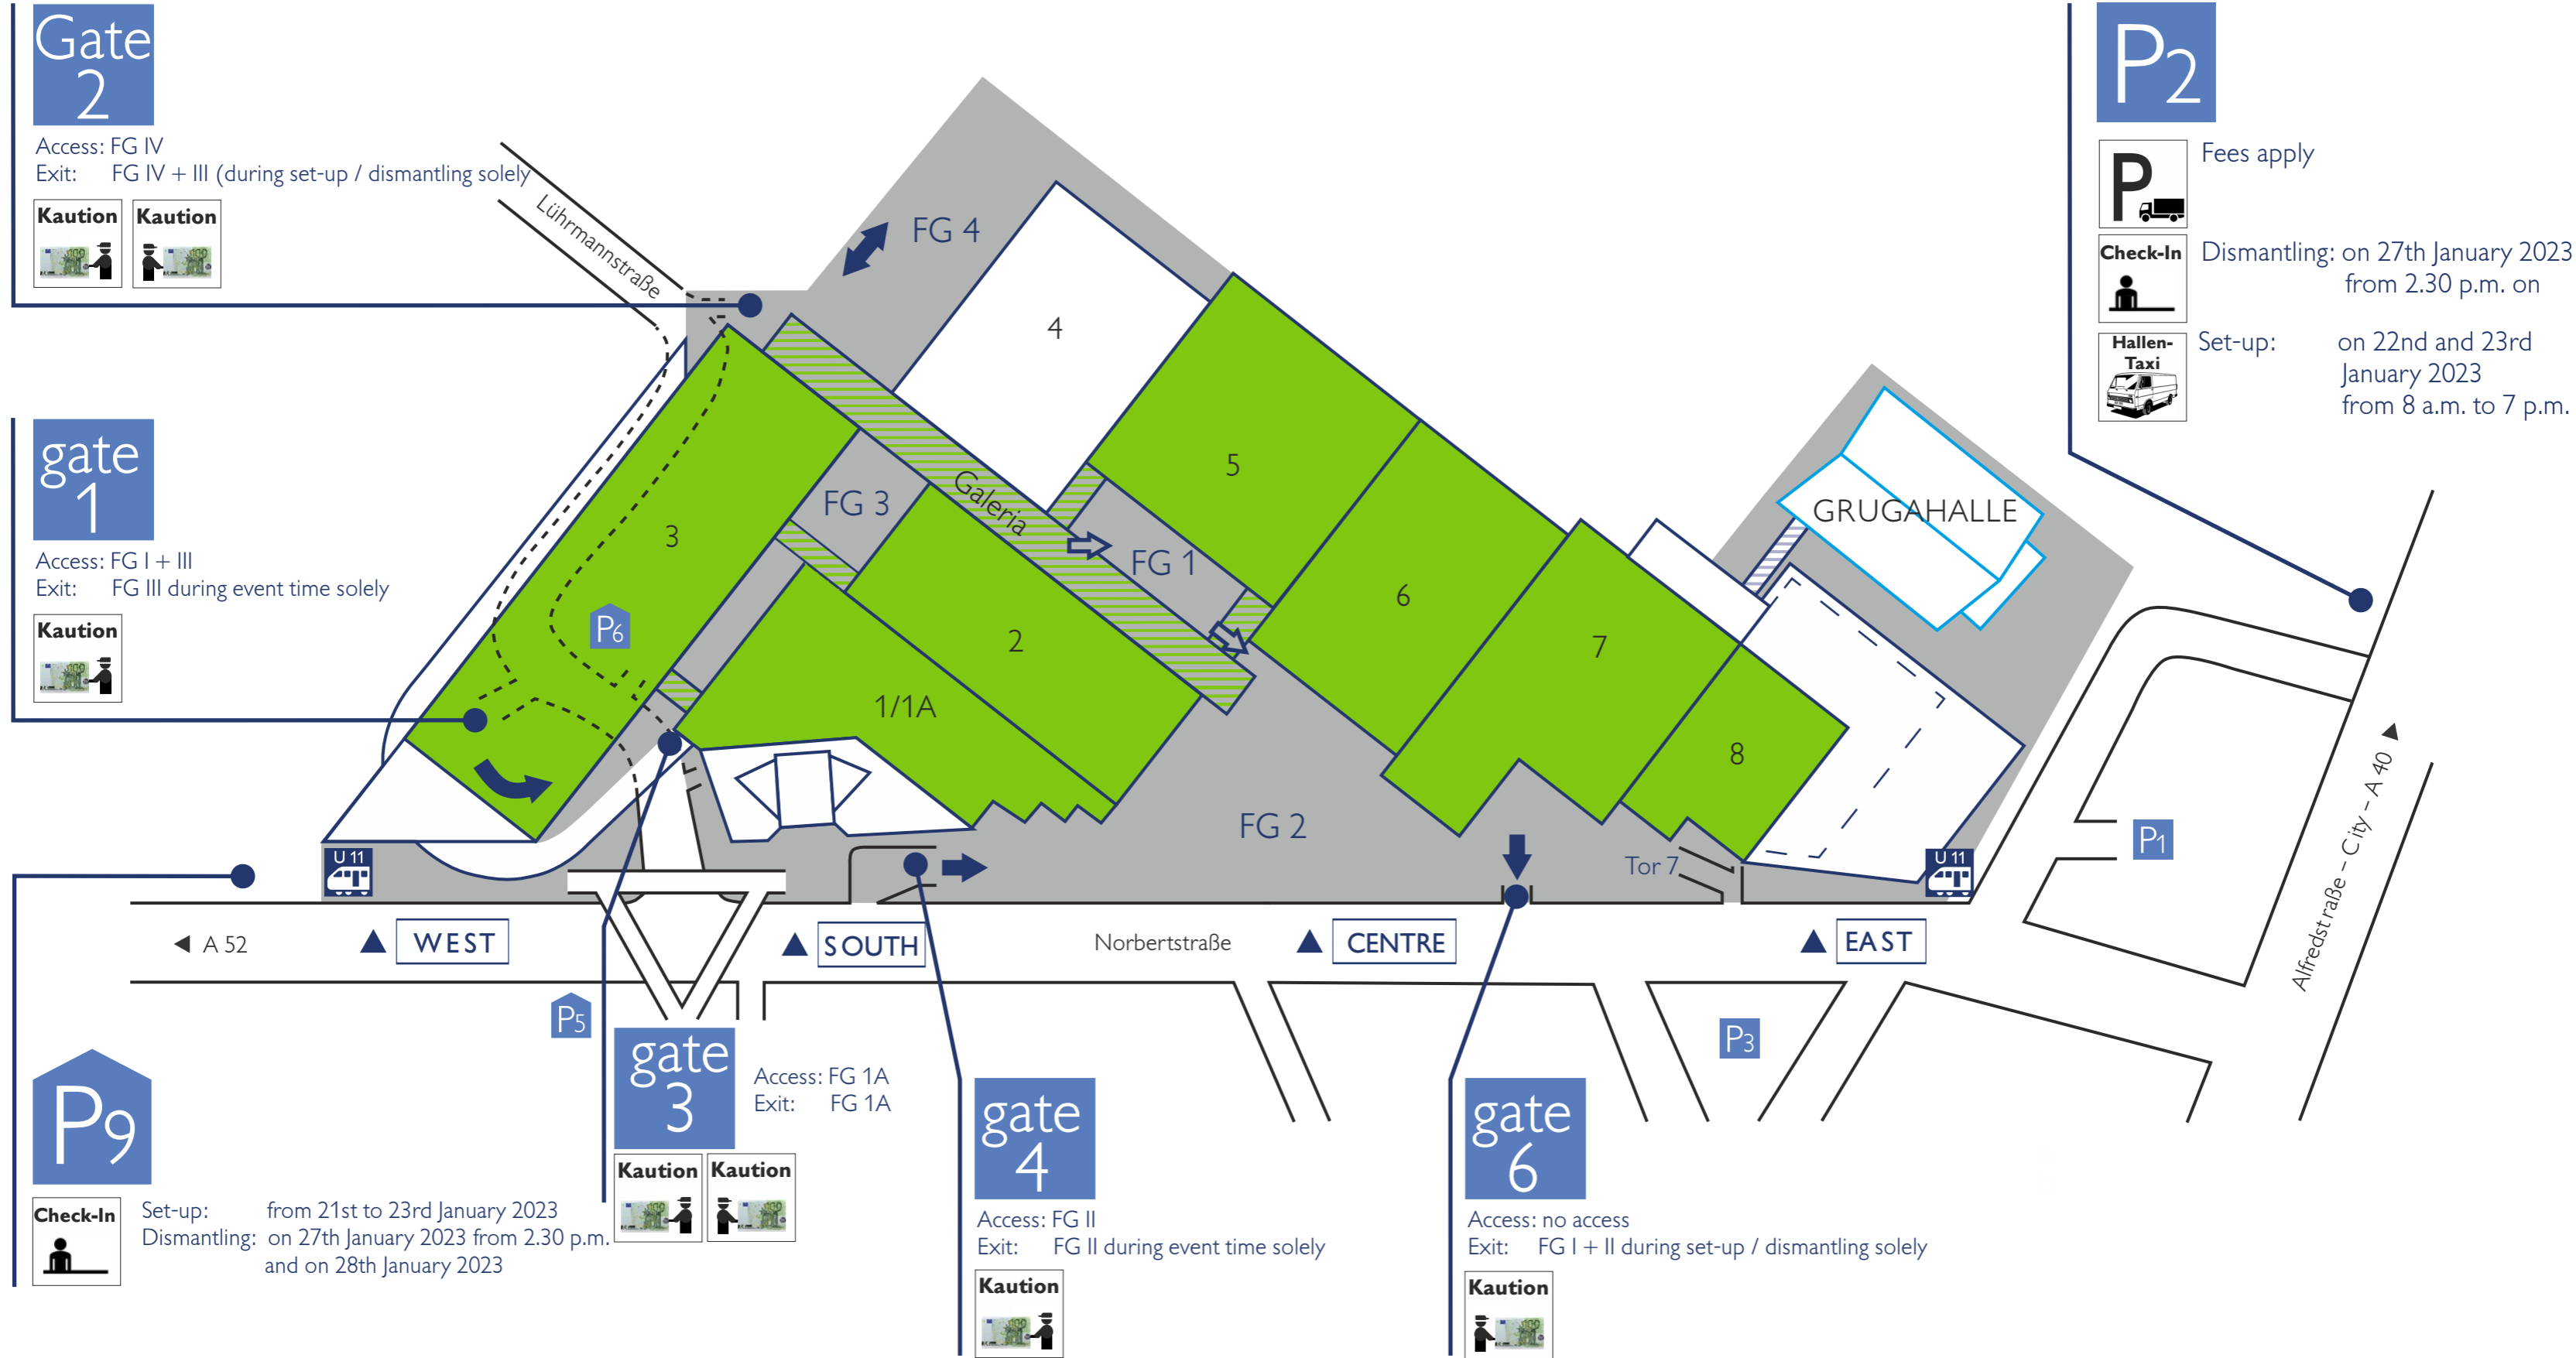 Gate
2
Access: FG IV
Exit: FG IV + III (during set-up / dismantling solely
Kaution
Kaution
gate
1
Access: FG I + III
Exit: FG III during event time solely
Kaution
Lührmannstraße
FG 4
4
5
3
FG 3
Galeria
FG 1
6
P6
2
1/1A
7
8
FG 2
GRUGAHALLE
P2
P
Fees apply
Check-In
Dismantling: on 27th January 2023
from 2.30 p.m. on
Hallen-
Taxi
Set-up: on 22nd and 23rd
January 2023
from 8 a.m. to 7 p.m.
P1
Alfredstraße – City – A 40
Tor 7
U 11
U 11
A 52
WEST
SOUTH
Norbertstraße
CENTRE
EAST
P5
P3
P9
Check-In
Set-up: from 21st to 23rd January 2023
Dismantling: on 27th January 2023 from 2.30 p.m.
and on 28th January 2023
gate
3
Access: FG 1A
Exit: FG 1A
Kaution
Kaution
gate
4
Access: FG II
Exit: FG II during event time solely
Kaution
gate
6
Access: no access
Exit: FG I + II during set-up / dismantling solely
Kaution